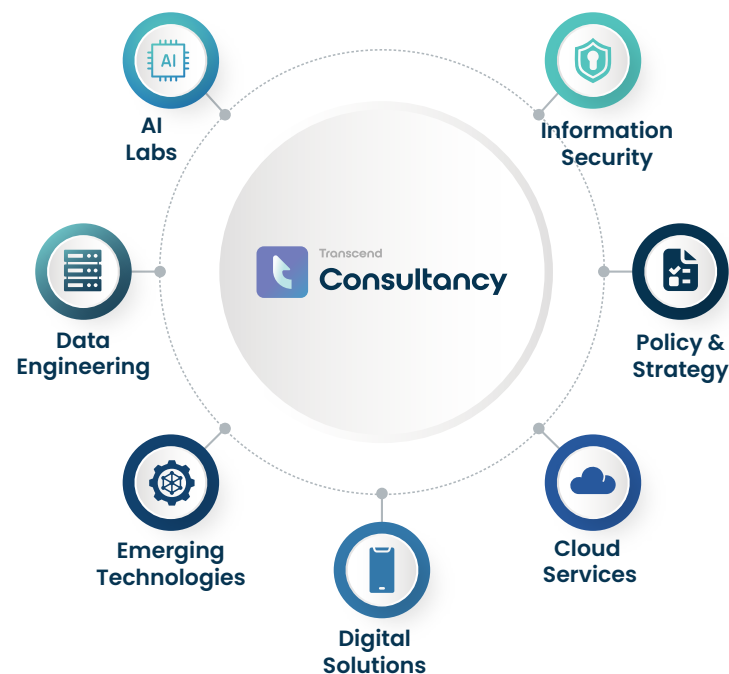 AI
AI
Labs
Information
Security
Transcend
Consultancy
Data
Engineering
Policy &
Strategy
Emerging
Technologies
Cloud
Services
Digital
Solutions